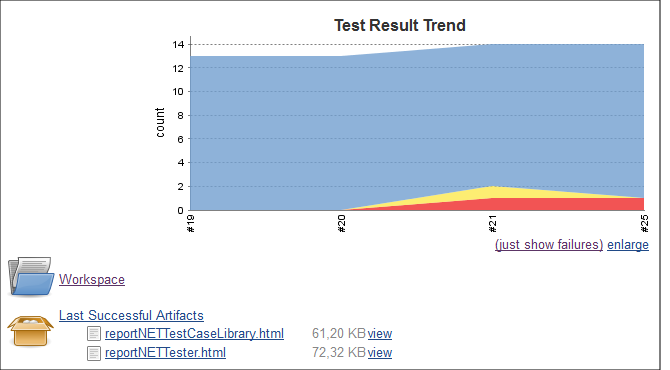 Test Result Trend
14
12
10
8
6
4
2
0
count
#19
#20
#21
#25
(just show failures) enlarge
Workspace
Last Successful Artifacts
reportNETTestCaseLibrary.html 61,20 KB view
reportNETTester.html 72,32 KB view